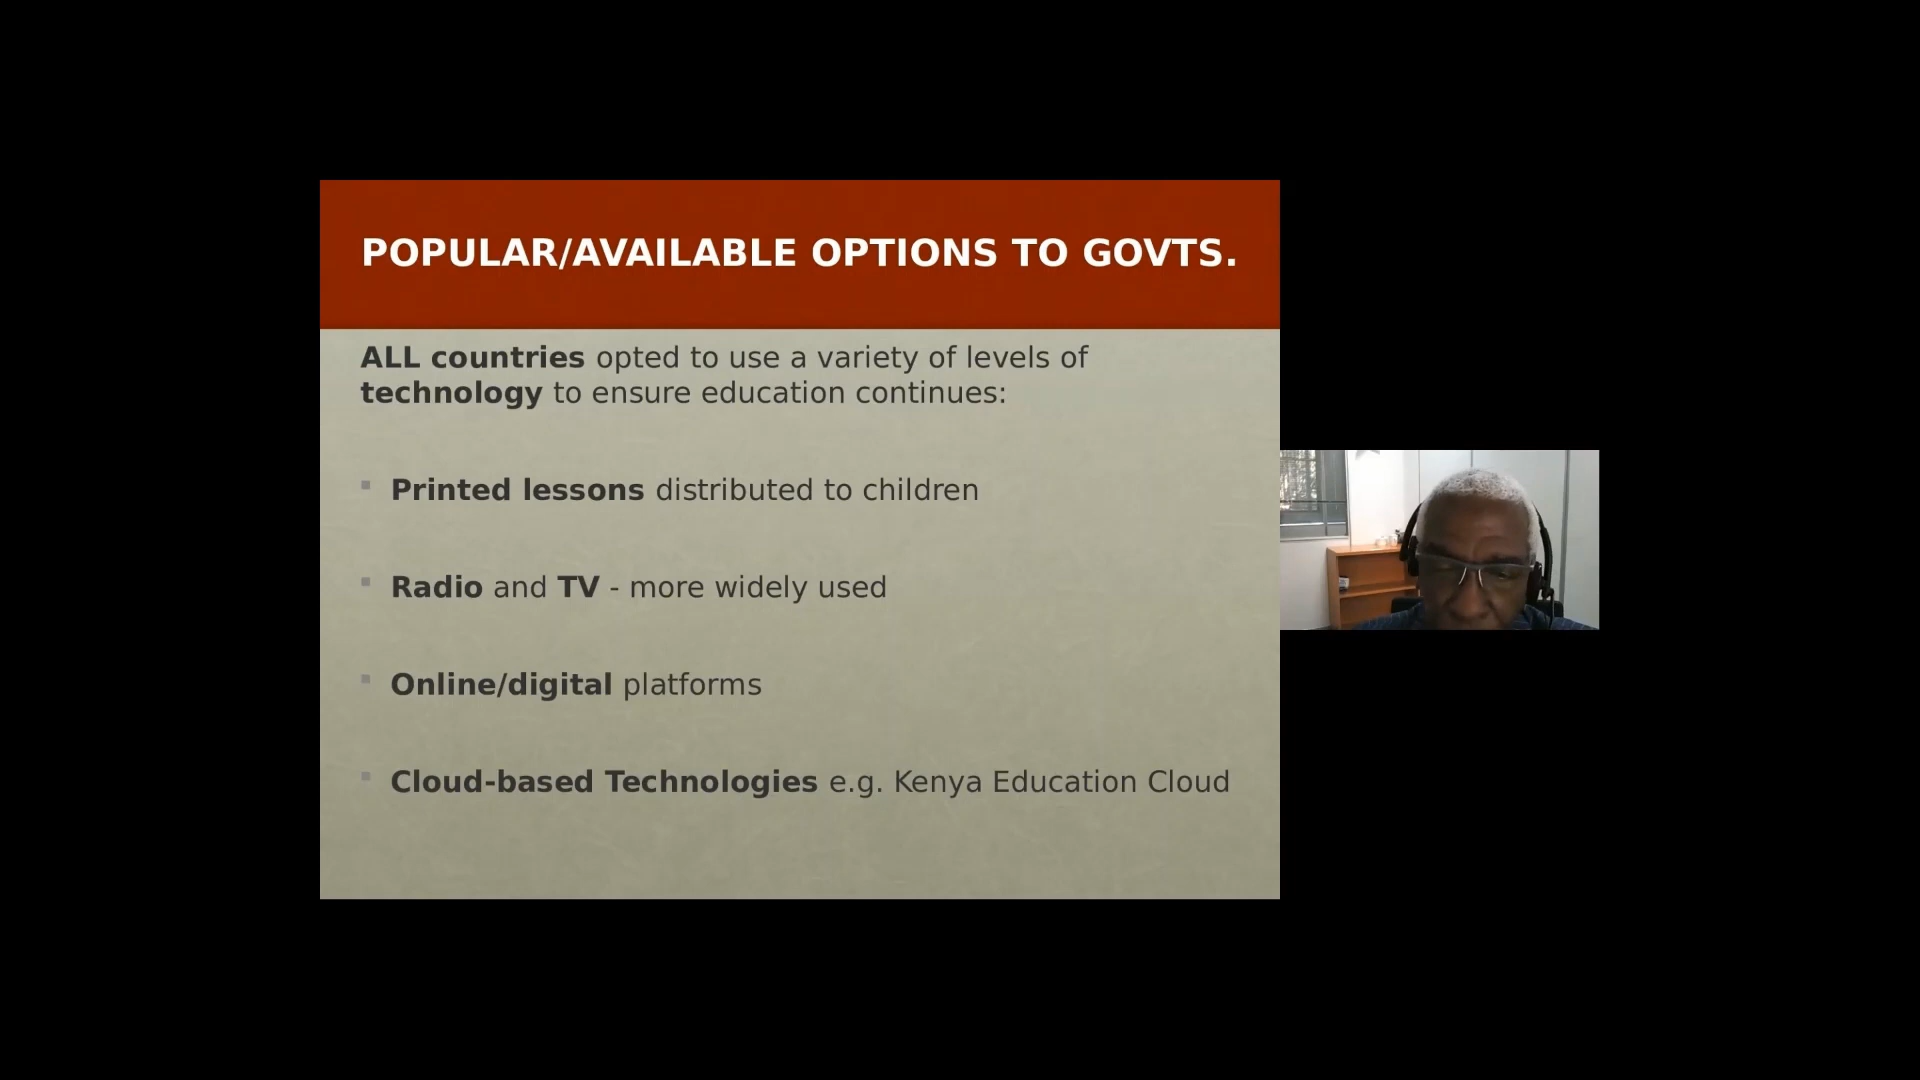 POPULAR/AVAILABLE OPTIONS TO GOVTS.
ALL countries opted to use a variety of levels of
technology to ensure education continues:
Printed lessons distributed to children
Radio and TV - more widely used
Online/digital platforms
Cloud-based Technologies e.g. Kenya Education Cloud